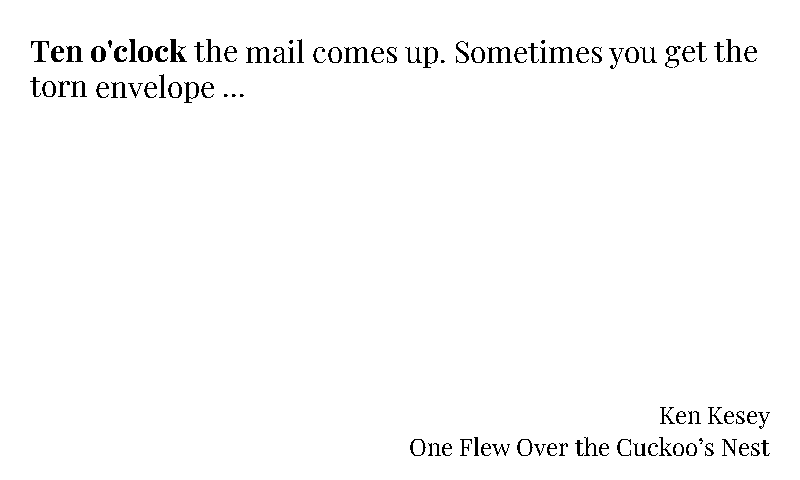 Ten o'clock the mail comes up. Sometimes you get the
torn envelope ...
Ken Kesey
One Flew Over the Cuckoo’s Nest